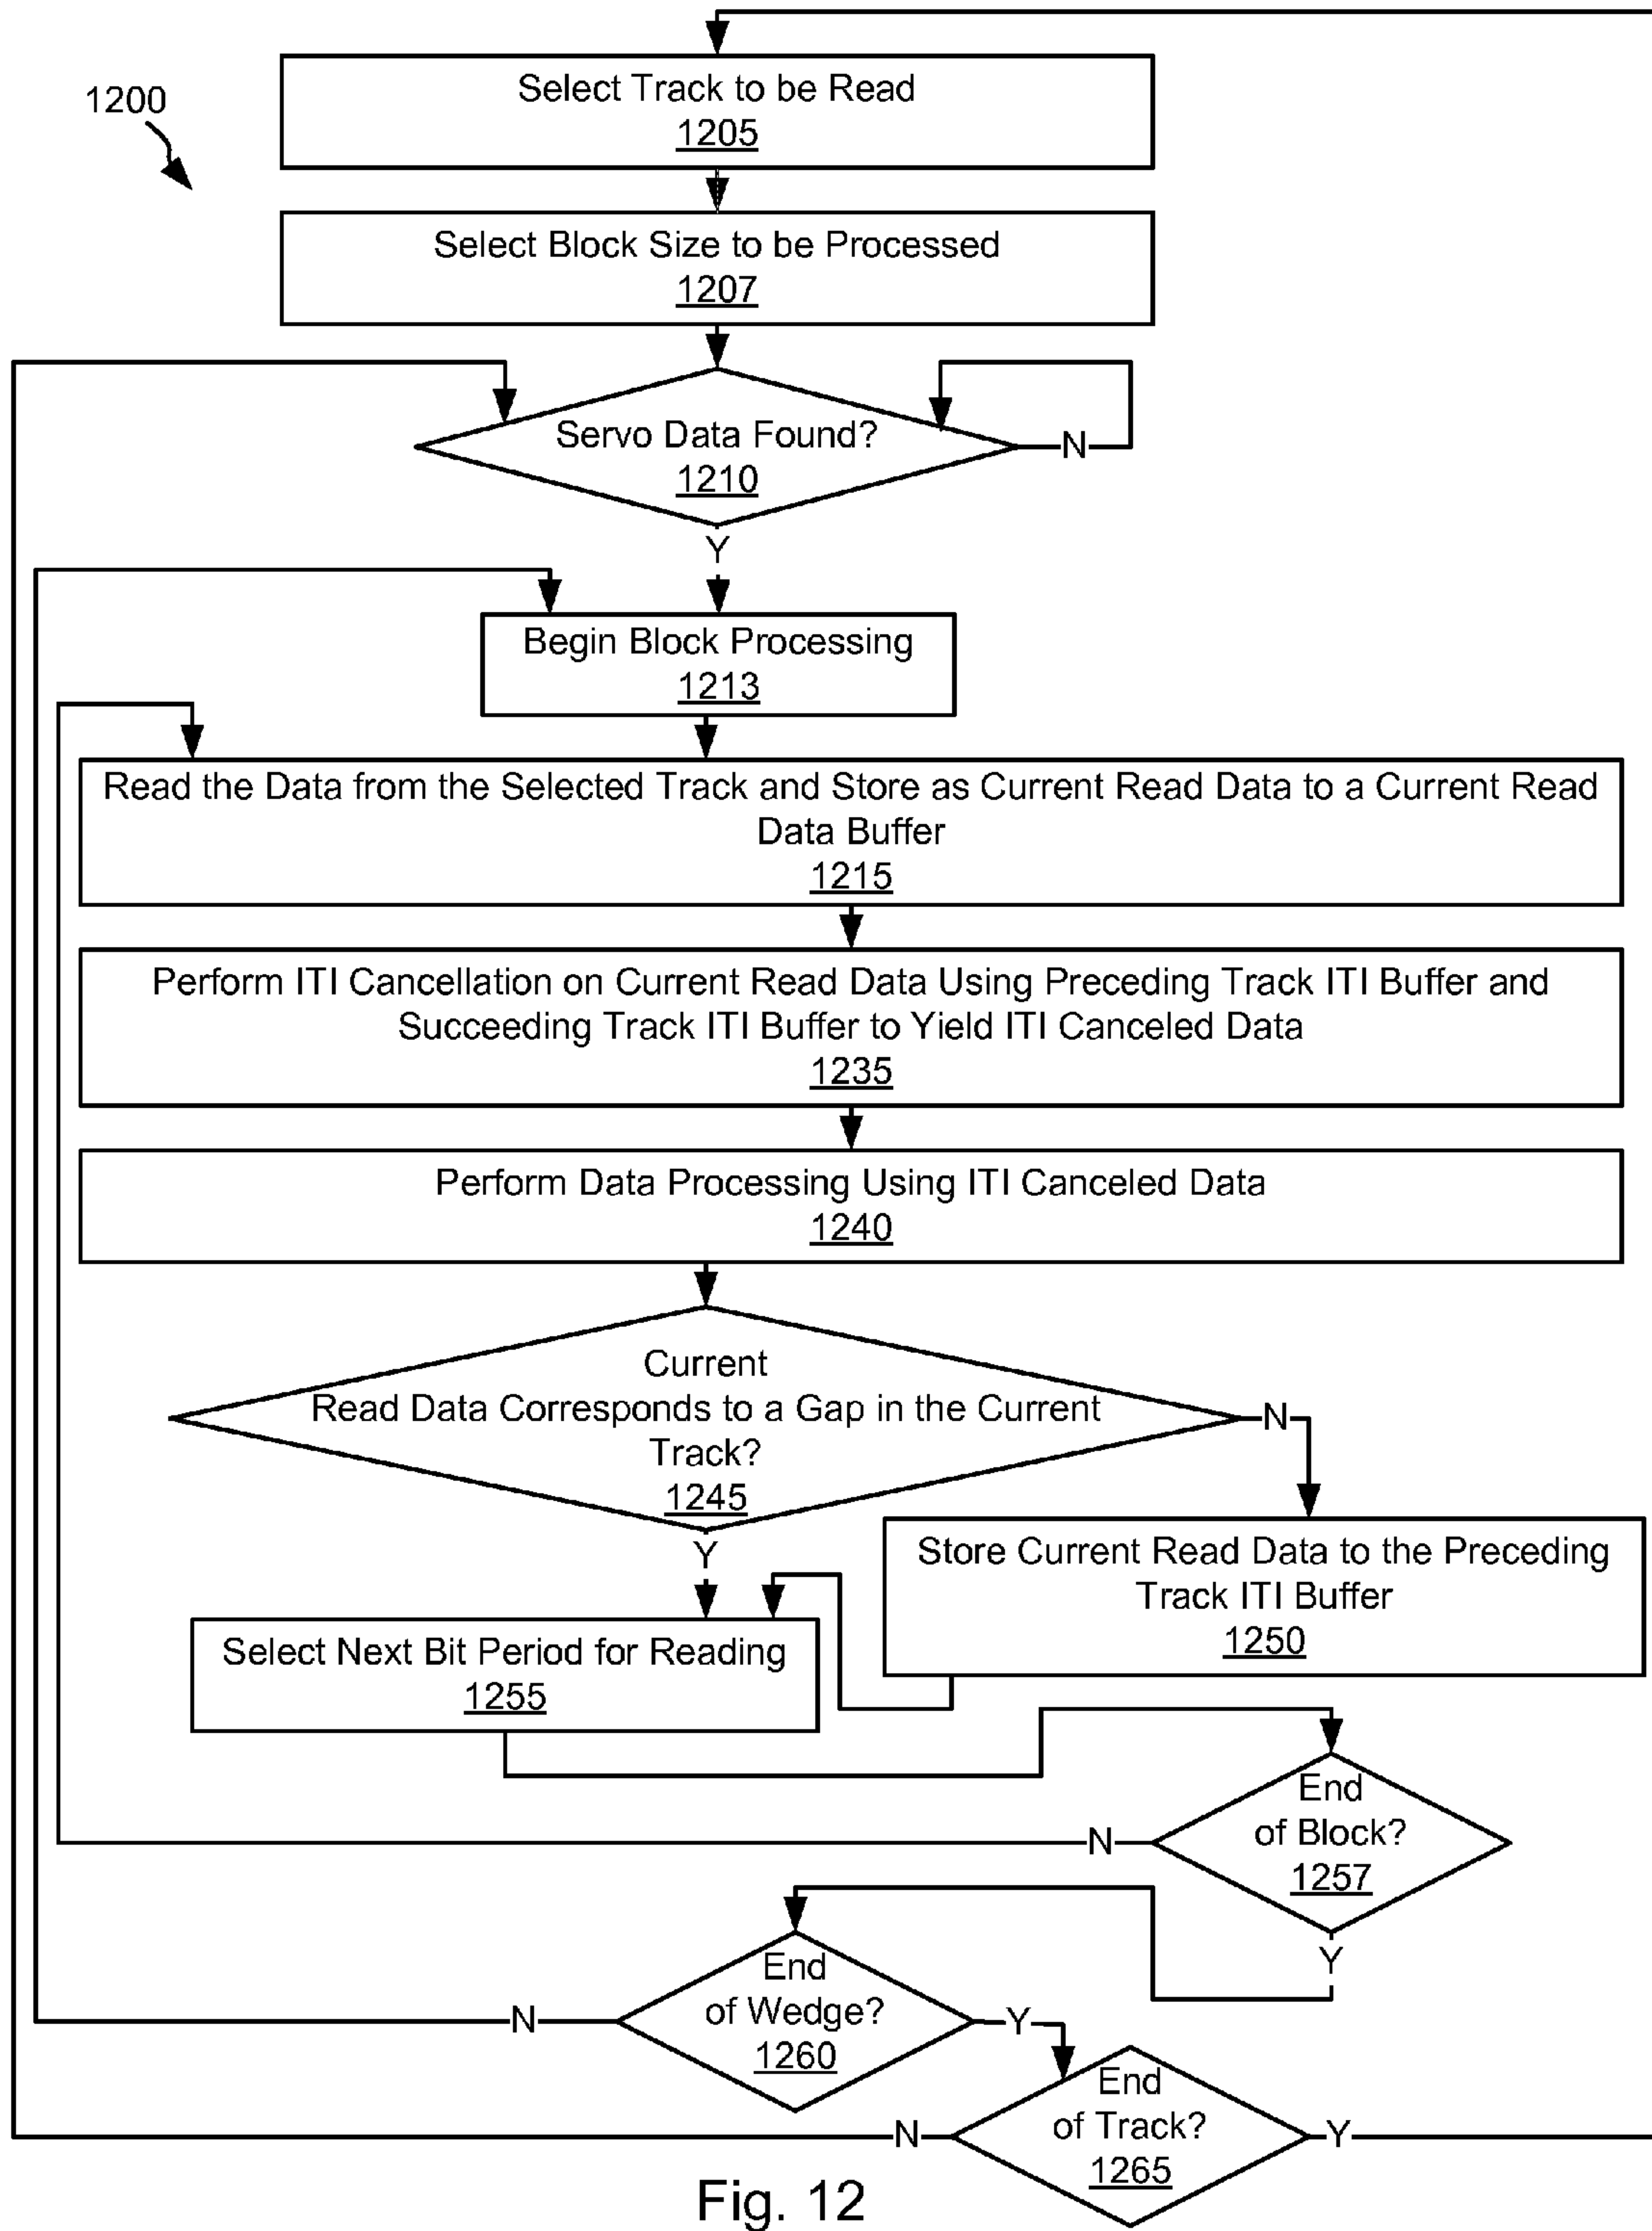 1200
Select Track to be Read
1205
Select Block Size to be Processed
1207
Servo Data Found?
1210
N
Y
Begin Block Processing
1213
Read the Data from the Selected Track and Store as Current Read Data to a Current Read
Data Buffer
1215
Perform ITI Cancellation on Current Read Data Using Preceding Track ITI Buffer and
Succeeding Track ITI Buffer to Yield ITI Canceled Data
1235
Perform Data Processing Using ITI Canceled Data
1240
Current
Read Data Corresponds to a Gap in the Current
Track?
1245
N
Y
Store Current Read Data to the Preceding
Track ITI Buffer
1250
Select Next Bit Period for Reading
1255
End
of Block?
1257
N
Y
End
of Wedge?
1260
N
Y
End
of Track?
1265
N
Y
Fig. 12